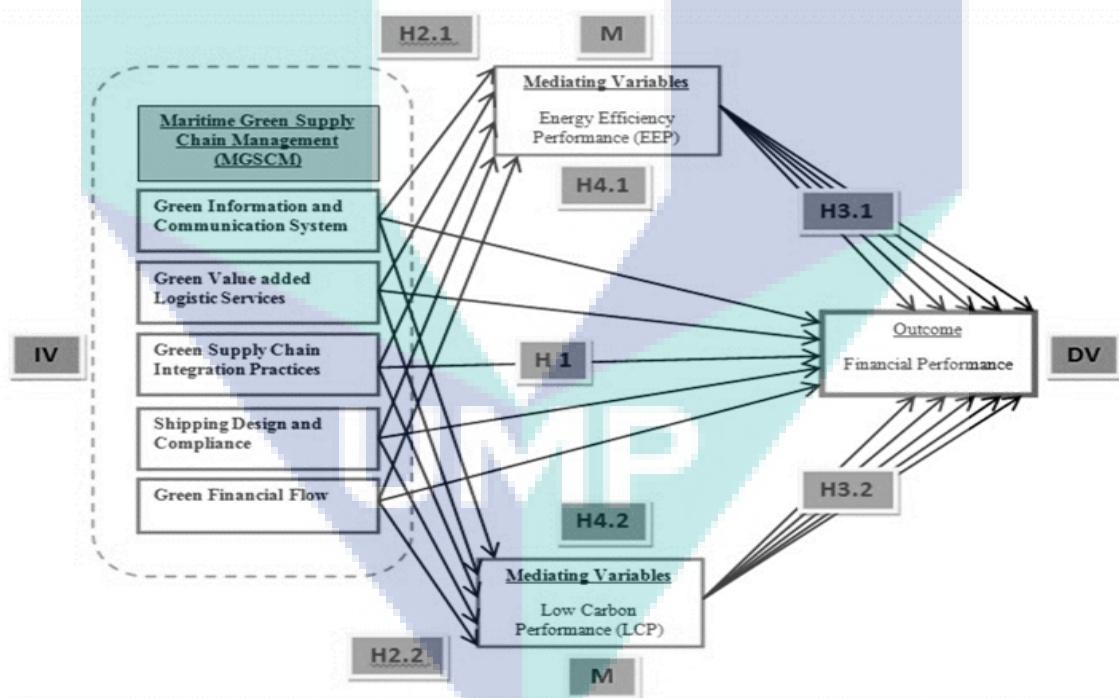 H2.1
M
Mediating Variables
Energy Efficiency
Performance (EEP)
H4.1
Maritime Green Supply
Chain Management
(MGSCM)
Green Information and
Communication System
Green Value added
Logistic Services
Green Supply Chain
Integration Practices
Shipping Design and
Compliance
Green Financial Flow
IV
H 1
H3.1
Outcome
Financial Performance
DV
H3.2
UMP
H4.2
Mediating Variables
Low Carbon
Performance (LCP)
H2.2
M